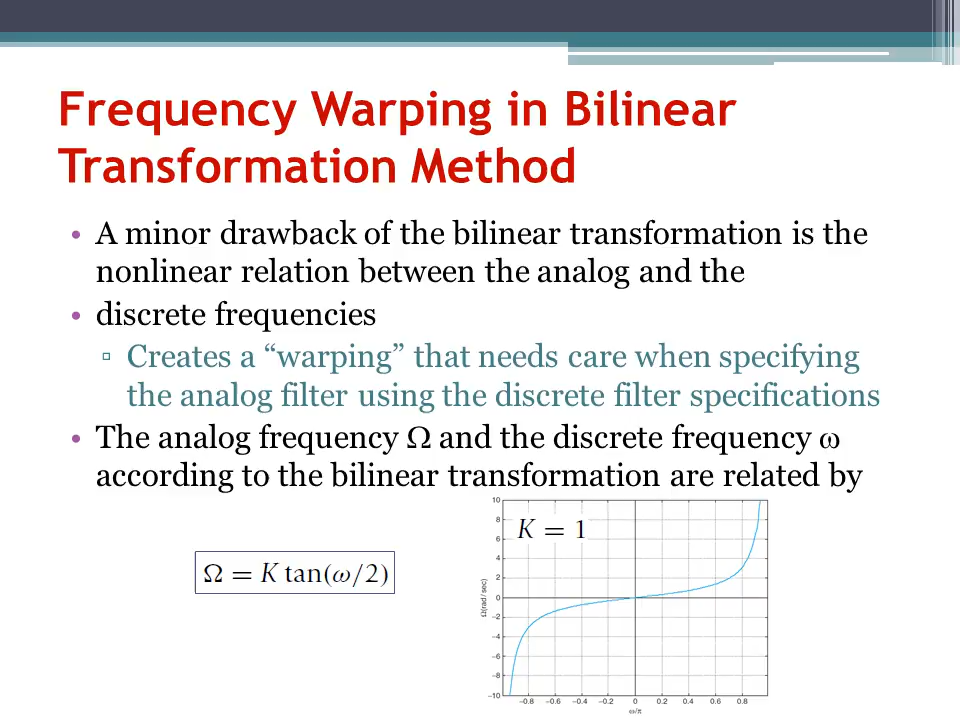 Frequency Warping in Bilinear
Transformation Method
• A minor drawback of the bilinear transformation is the
nonlinear relation between the analog and the
• discrete frequencies
▫ Creates a “warping” that needs care when specifying
the analog filter using the discrete filter specifications
• The analog frequency Ω and the discrete frequency ω
according to the bilinear transformation are related by
Ω = K tan(ω/2)
K = 1
10
8
6
4
2
0
−2
−4
−6
−8
−10
Ω(rad/sec)
−0.8 −0.6 −0.4 −0.2 0 0.2 0.4 0.6 0.8
ω/π